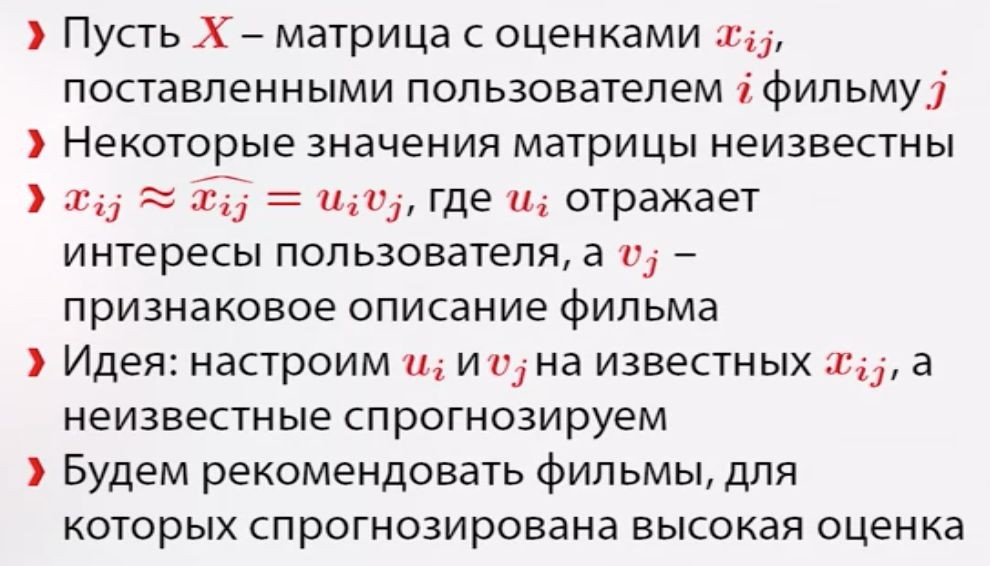 ❱ Пусть X – матрица с оценками xᵢⱼ,
поставленными пользователем i фильму j
❱ Некоторые значения матрицы неизвестны
❱ xᵢⱼ ≈ x̂ᵢⱼ = uᵢvⱼ, где uᵢ отражает
интересы пользователя, а vⱼ –
признаковое описание фильма
❱ Идея: настроим uᵢ и vⱼ на известных xᵢⱼ, а
неизвестные спрогнозируем
❱ Будем рекомендовать фильмы, для
которых спрогнозирована высокая оценка